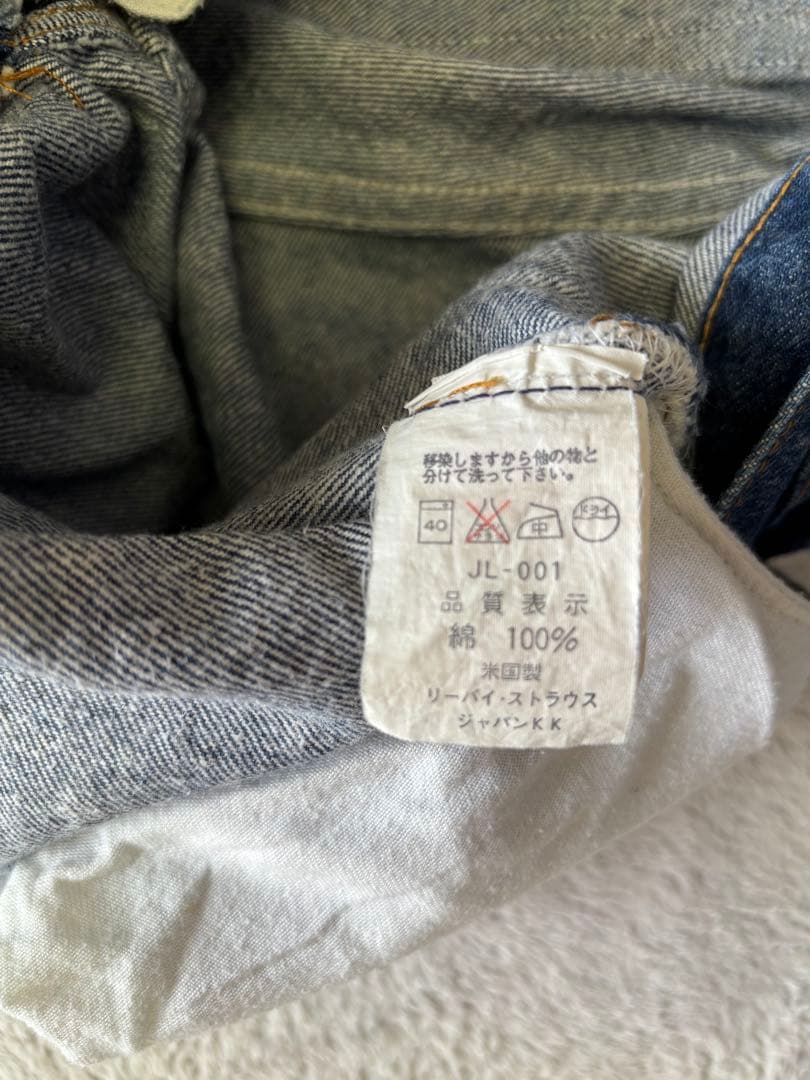 移染しますから他の物と
分けて洗って下さい。
40 中 ドライ
JL-001
品質表示
綿 100%
米国製
リーバイ・ストラウス
ジャパンKK